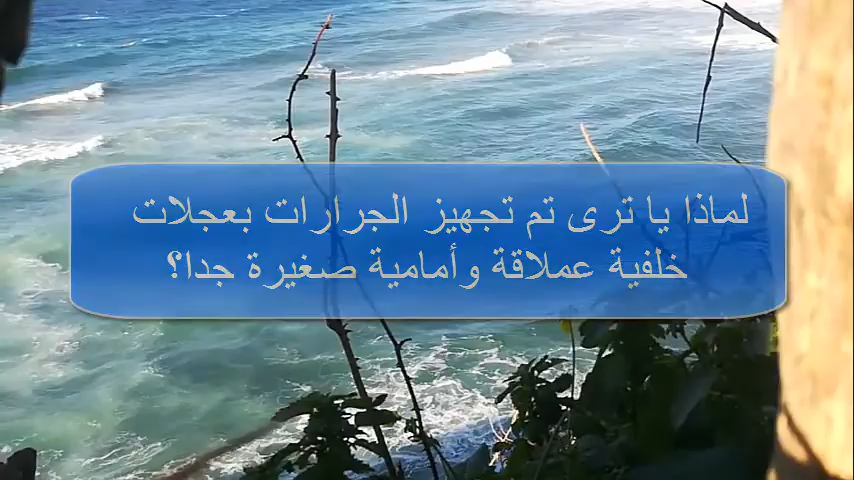 لماذا يا ترى تم تجهيز الجرارات بعجلات
خلفية عملاقة وأمامية صغيرة جدا؟